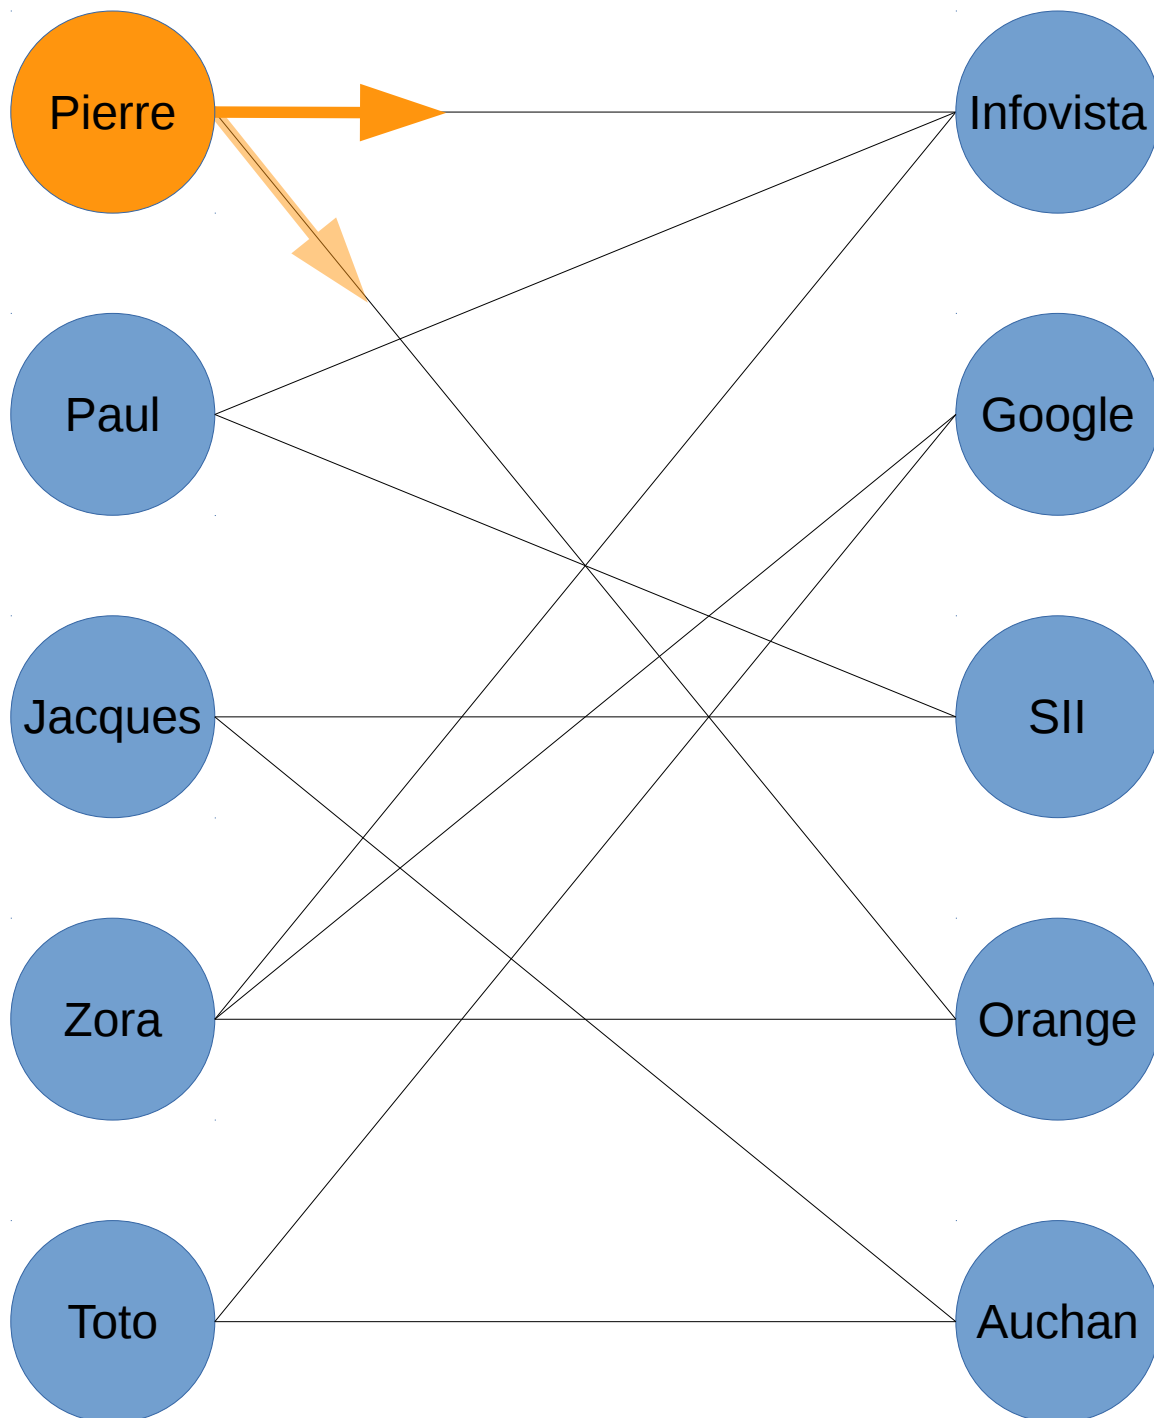 Pierre
Infovista
Paul
Google
Jacques
SII
Zora
Orange
Toto
Auchan